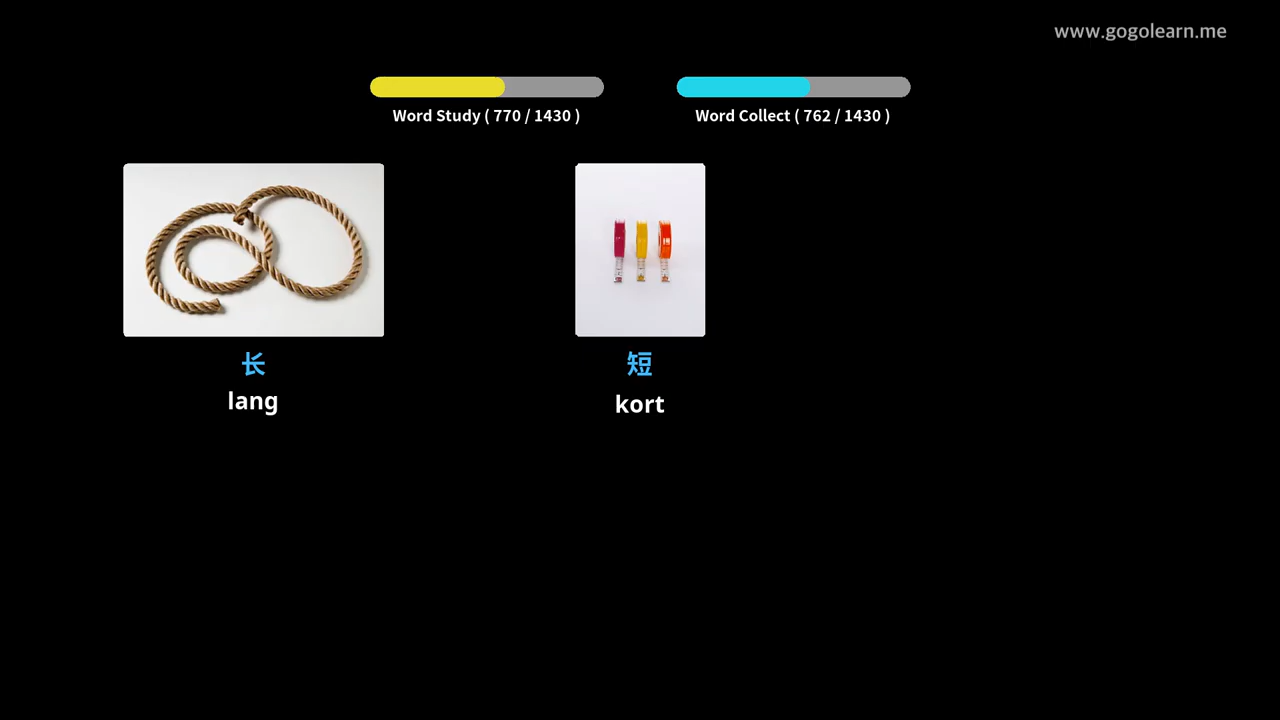 www.gogolearn.me
Word Study ( 770 / 1430 )
Word Collect ( 762 / 1430 )
长
lang
短
kort